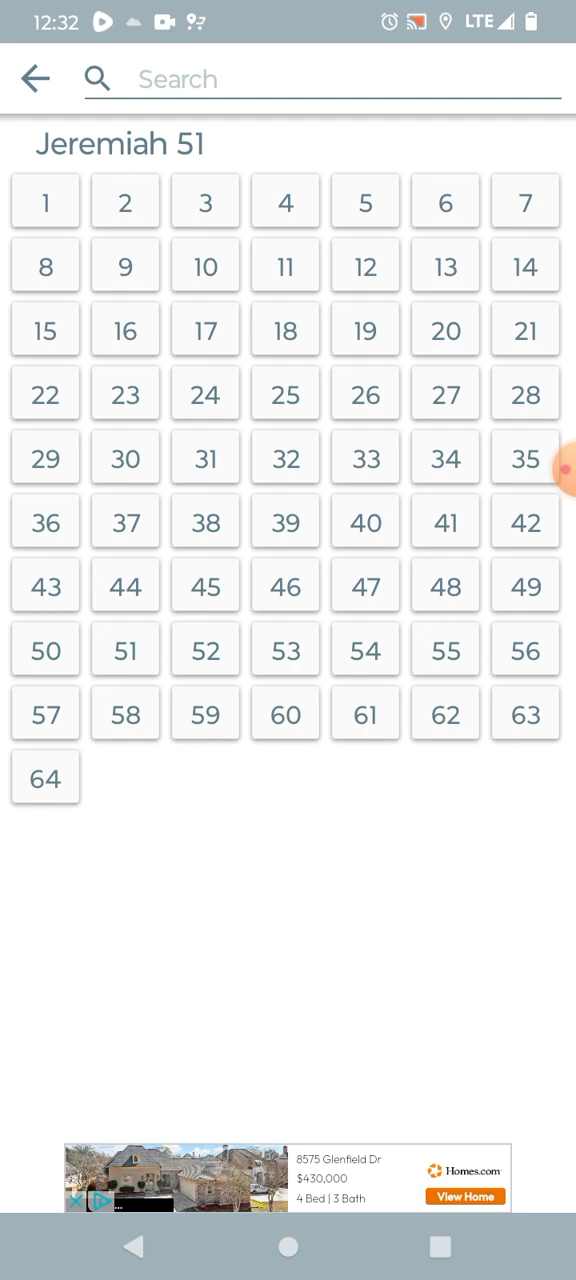 12:32 LTE
Search
Jeremiah 51
1 2 3 4 5 6 7
8 9 10 11 12 13 14
15 16 17 18 19 20 21
22 23 24 25 26 27 28
29 30 31 32 33 34 35
36 37 38 39 40 41 42
43 44 45 46 47 48 49
50 51 52 53 54 55 56
57 58 59 60 61 62 63
64
8575 Glenfield Dr
$430,000
4 Bed | 3 Bath
Homes.com
View Home
...